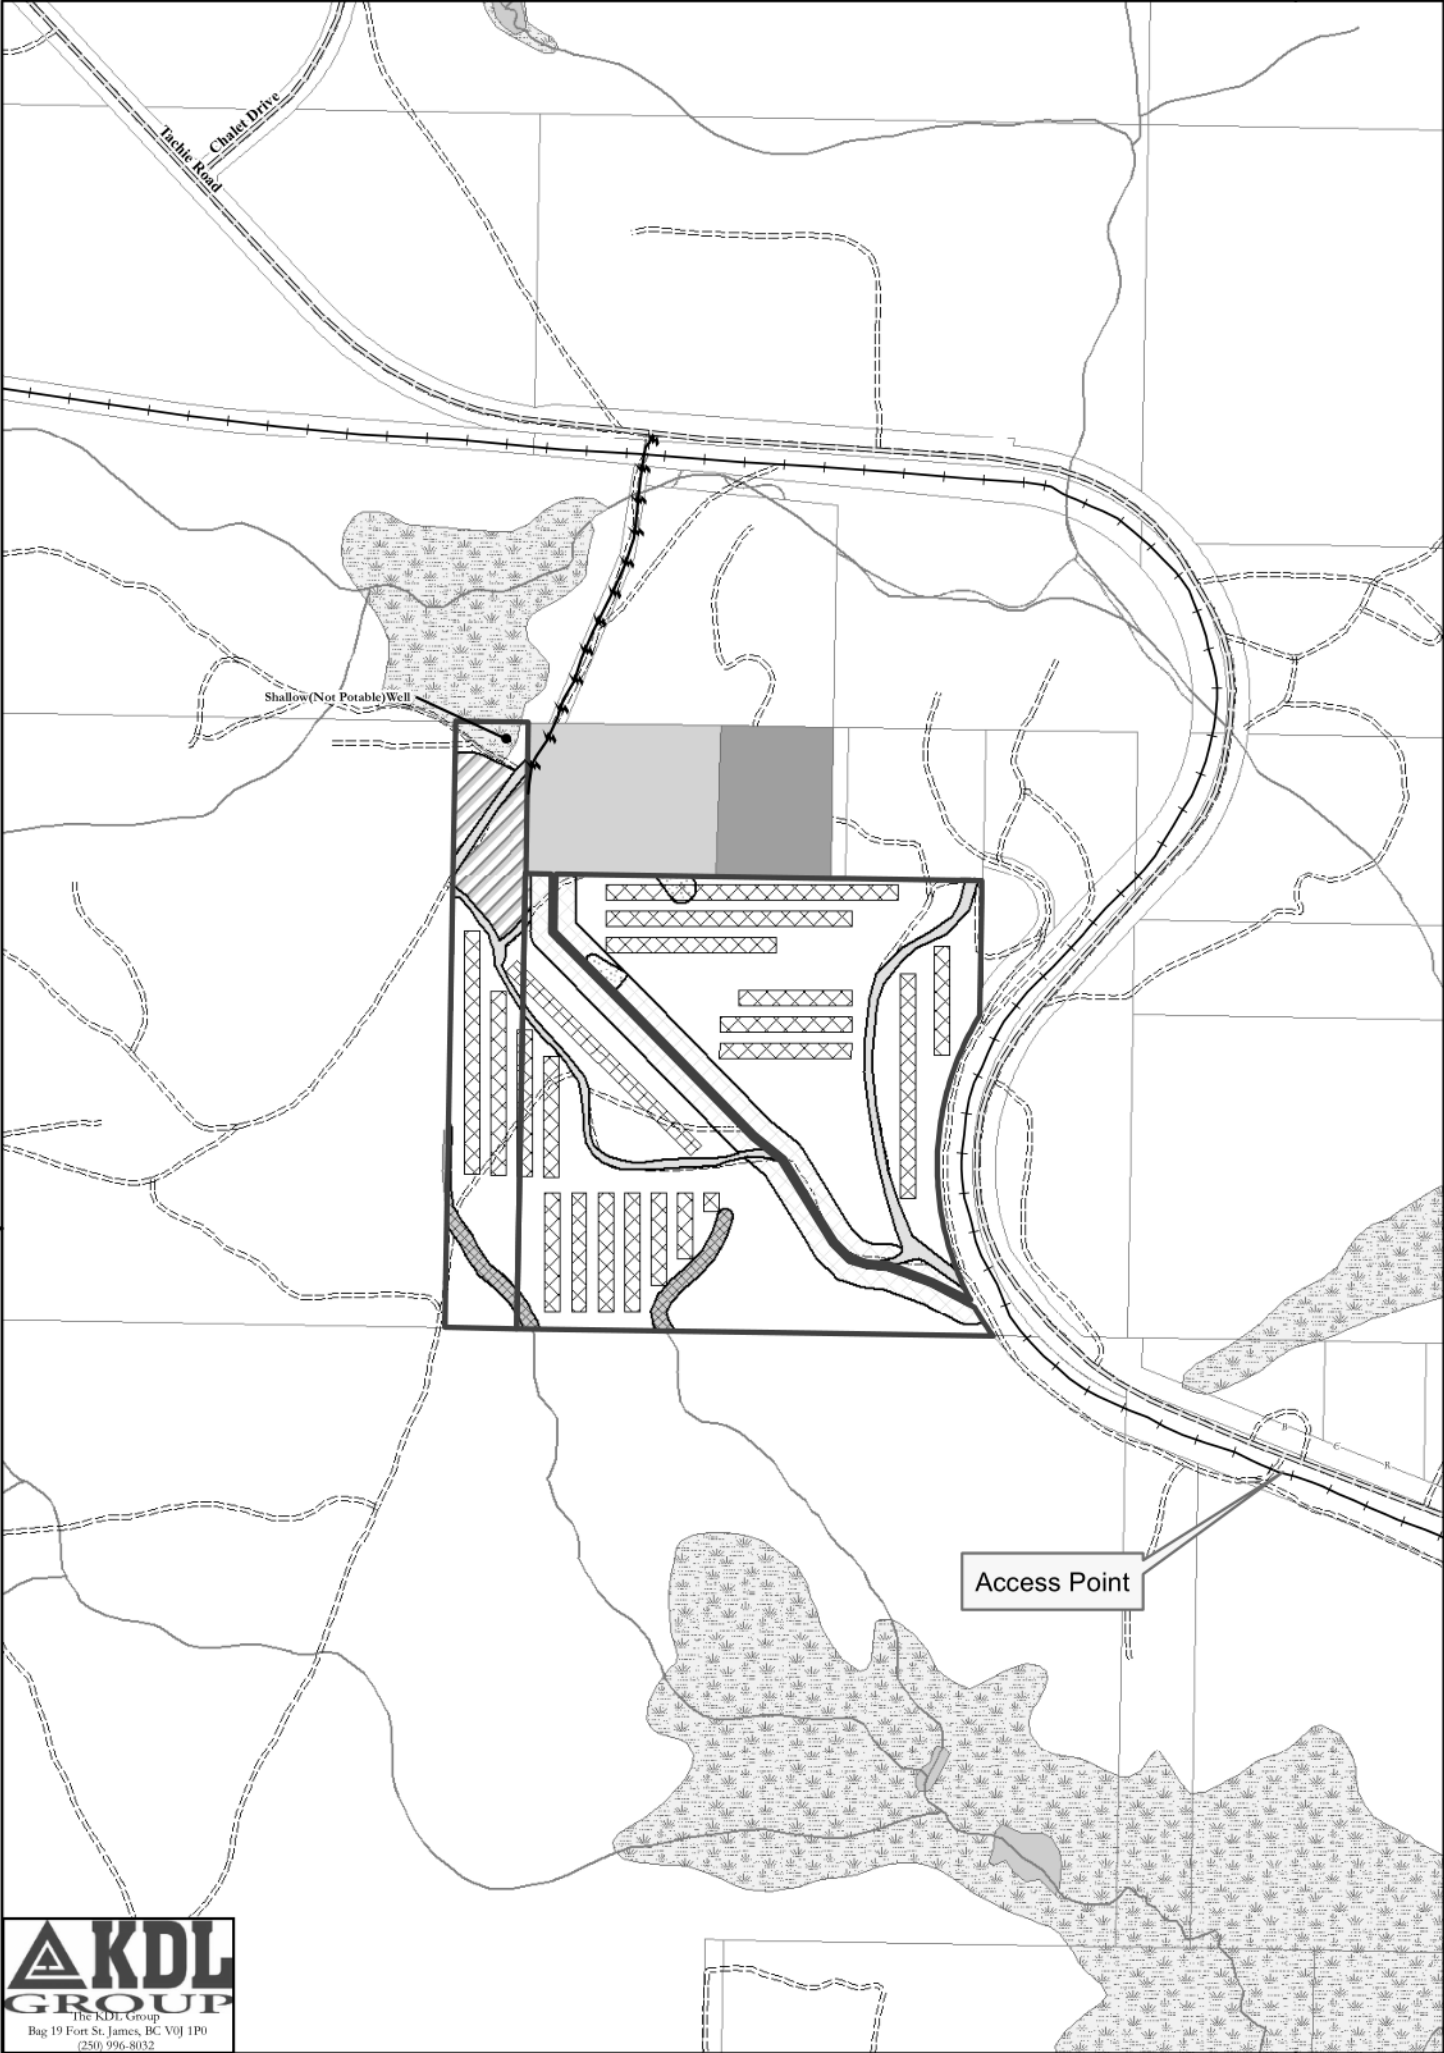 Chalet Drive
Tachie Road
Shallow(Not Potable)Well
B C R
Access Point
KDL
GROUP
The KDL Group
Bag 19 Fort St. James, BC V0J 1P0
(250) 996-8032